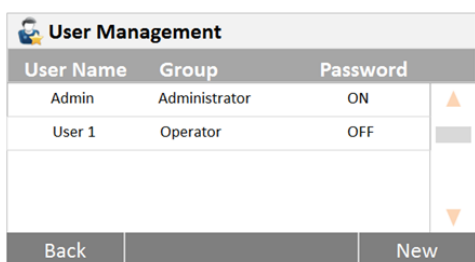 User Management
User Name Group Password
Admin Administrator ON
User 1 Operator OFF
Back New